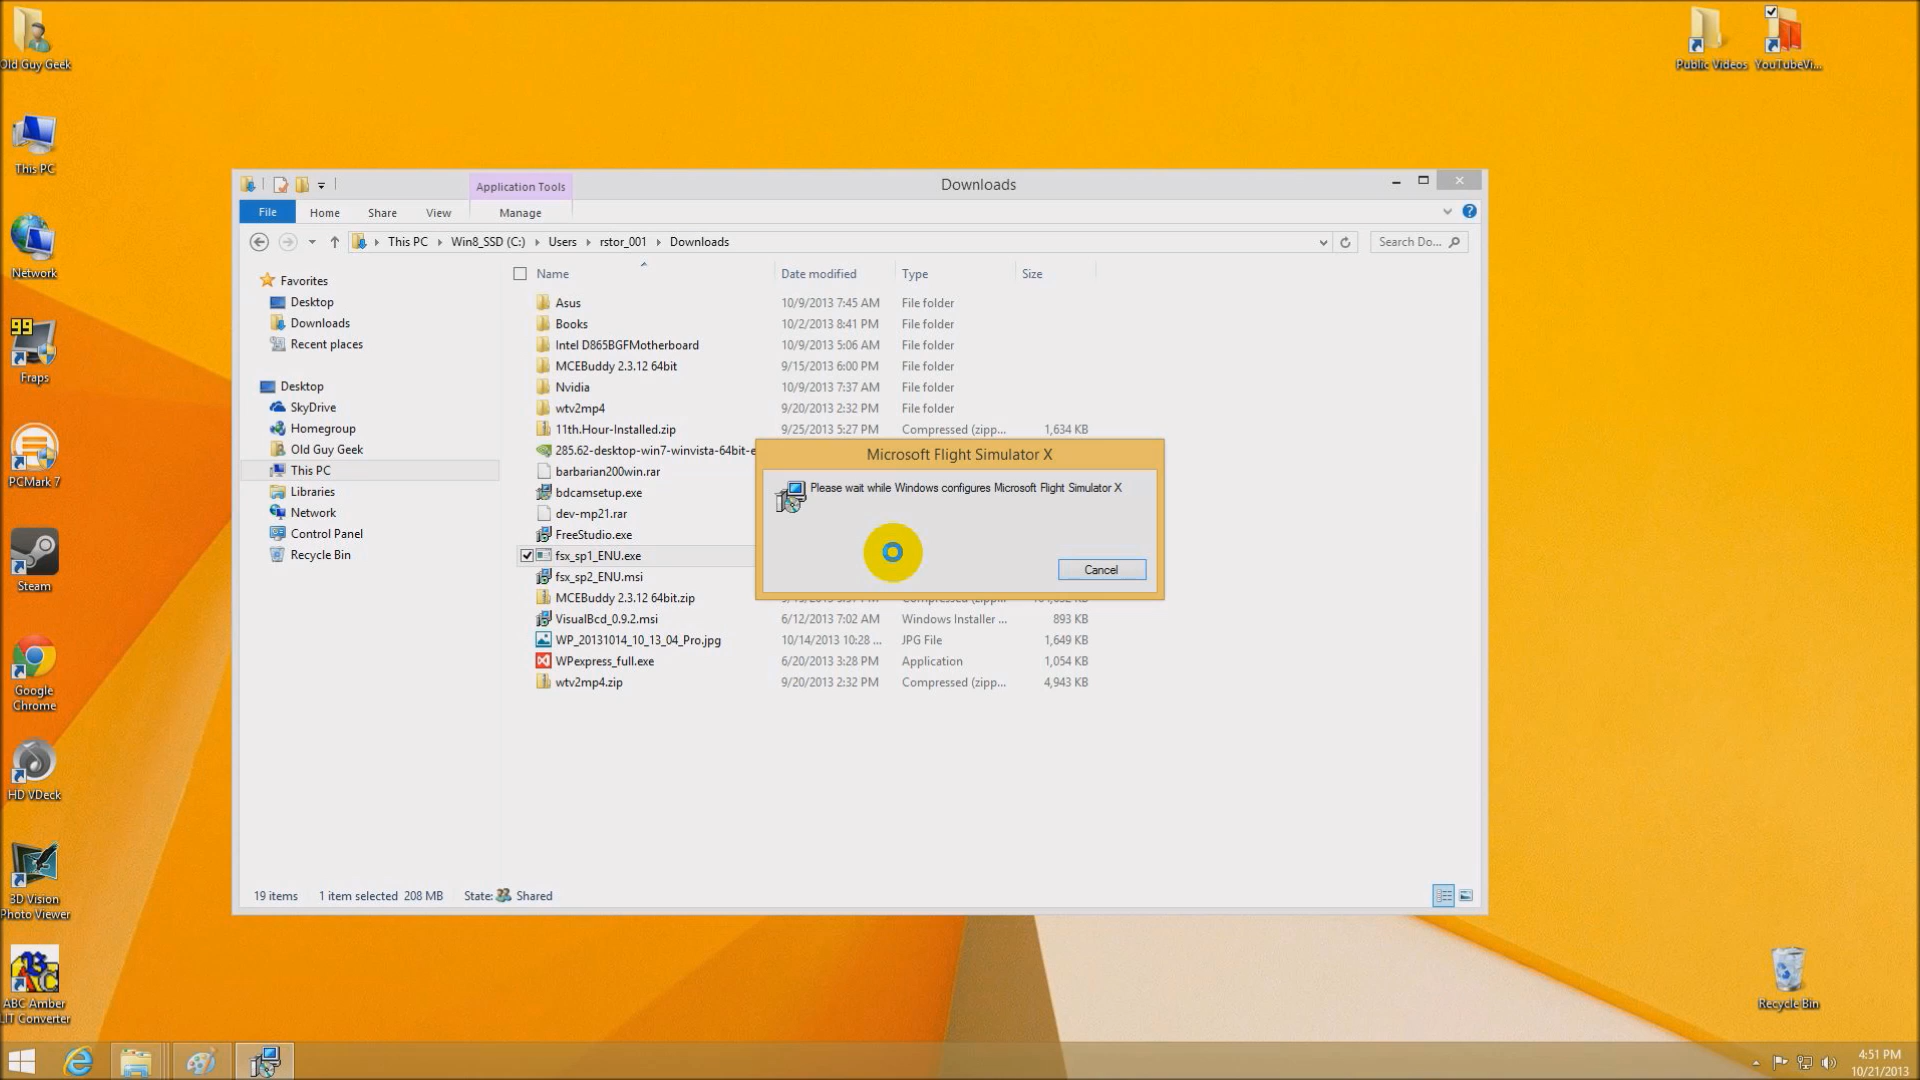 Old Guy Geek
This PC
Network
99
Fraps
PCMark 7
Steam
Google
Chrome
HD VDeck
3D Vision
Photo Viewer
ABC Amber
LIT Converter
Public Videos
YouTubeVi...
Application Tools
Downloads
File
Home
Share
View
Manage
This PC
Win8_SSD (C:)
Users
rstor_001
Downloads
Search Do...
Favorites
Desktop
Downloads
Recent places
Desktop
SkyDrive
Homegroup
Old Guy Geek
This PC
Libraries
Network
Control Panel
Recycle Bin
Name Date modified Type Size
Asus 10/9/2013 7:45 AM File folder
Books 10/2/2013 8:41 PM File folder
Intel D865BGFMotherboard 10/9/2013 5:06 AM File folder
MCEBuddy 2.3.12 64bit 9/15/2013 6:00 PM File folder
Nvidia 10/9/2013 7:37 AM File folder
wtv2mp4 9/20/2013 2:32 PM File folder
11th.Hour-Installed.zip 9/25/2013 5:27 PM Compressed (zipp... 1,634 KB
285.62-desktop-win7-winvista-64bit-e
barbarian200win.rar
bdcamsetup.exe
dev-mp21.rar
FreeStudio.exe
fsx_sp1_ENU.exe
fsx_sp2_ENU.msi
MCEBuddy 2.3.12 64bit.zip
VisualBcd_0.9.2.msi 6/12/2013 7:02 AM Windows Installer ... 893 KB
WP_20131014_10_13_04_Pro.jpg 10/14/2013 10:28 ... JPG File 1,649 KB
WPexpress_full.exe 6/20/2013 3:28 PM Application 1,054 KB
wtv2mp4.zip 9/20/2013 2:32 PM Compressed (zipp... 4,943 KB
Microsoft Flight Simulator X
Please wait while Windows configures Microsoft Flight Simulator X
Cancel
19 items 1 item selected 208 MB State: Shared
Recycle Bin
4:51 PM
10/21/2013